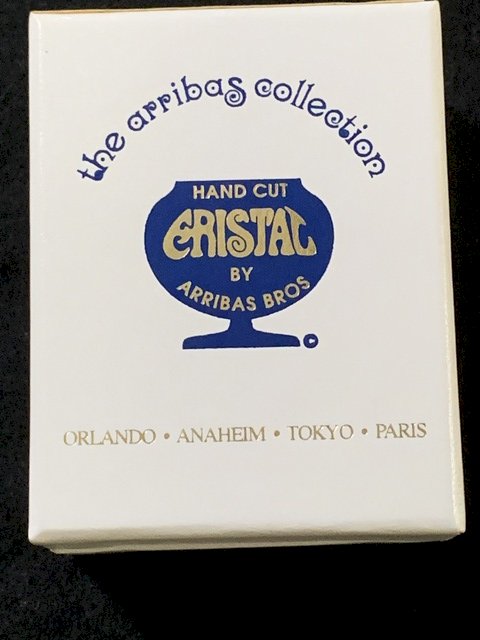 the arribas collection
HAND CUT
CRISTAL
BY
ARRIBAS BROS
ORLANDO • ANAHEIM • TOKYO • PARIS